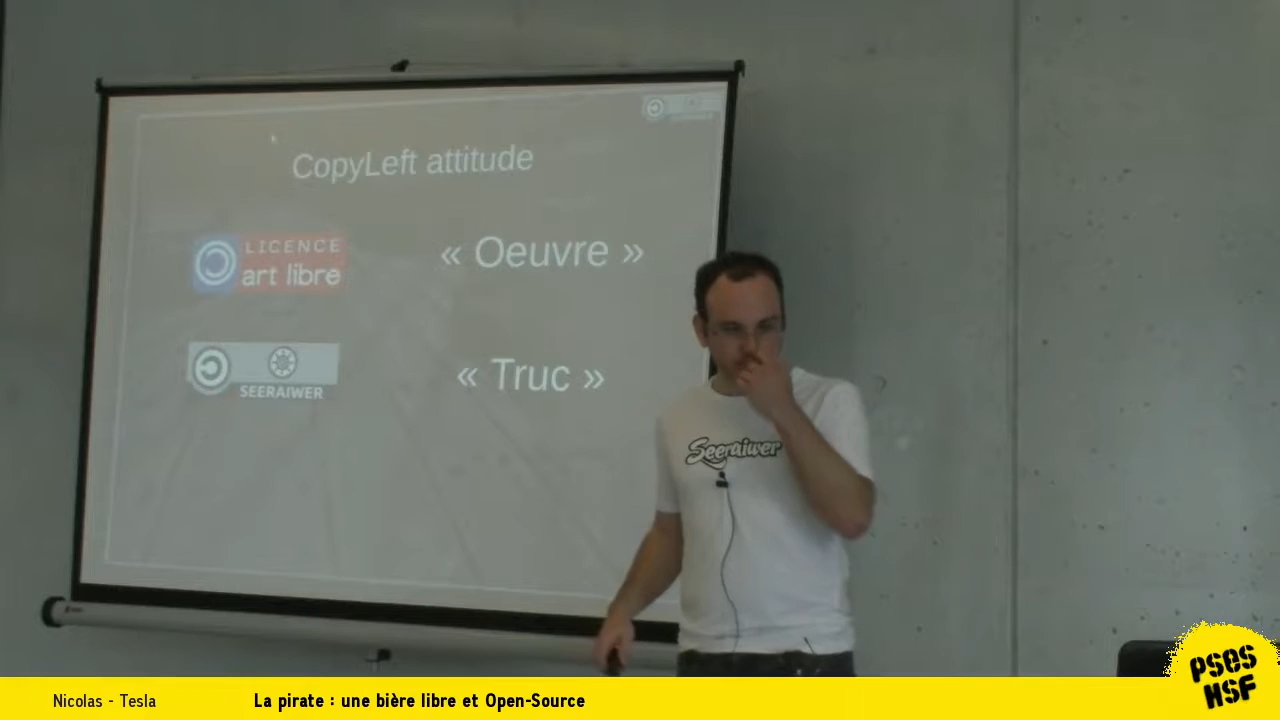 CopyLeft attitude
LICENCE
art libre
« Oeuvre »
SEERAIWER
« Truc »
Seeraiwer
Nicolas - Tesla
La pirate : une bière libre et Open-Source
PSES
HSF